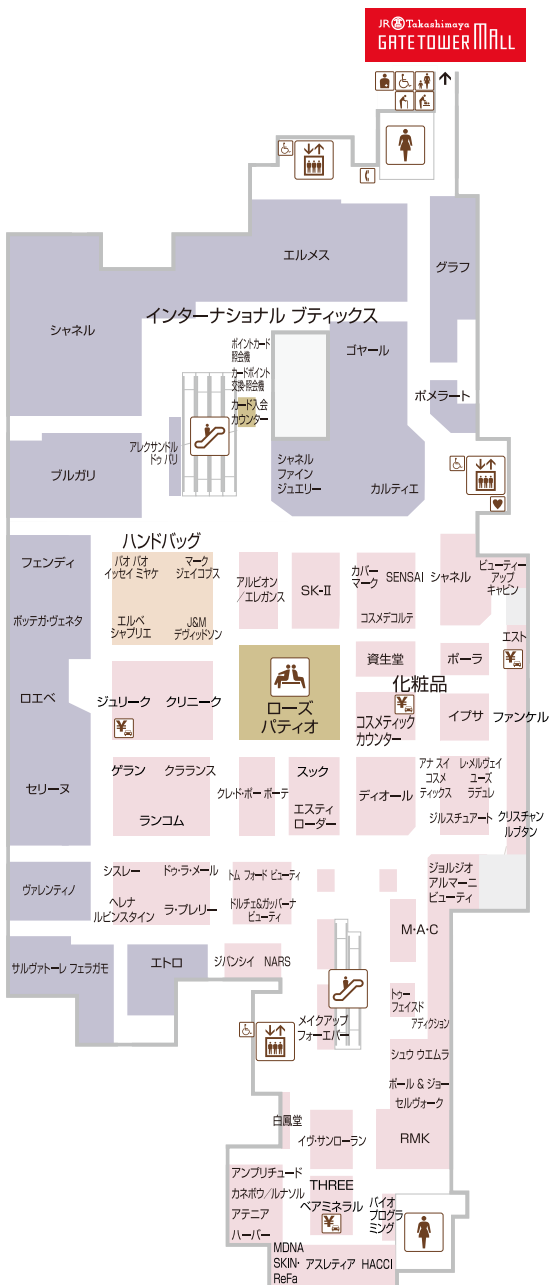 JR 髙 Takashimaya
GATETOWER MALL
エルメス
グラフ
シャネル
インターナショナル ブティックス
ポイントカード
照会機
カードポイント
交換・照会機
カード入会
カウンター
ゴヤール
ポメラート
アレクサンドル
ドゥ パリ
ブルガリ
シャネル
ファイン
ジュエリー
カルティエ
ハンドバッグ
フェンディ
バオ バオ
イッセイ ミヤケ
マーク
ジェイコブス
アルビオン
/エレガンス
SK-II
カバー
マーク
SENSAI
シャネル
ビューティー
アップ
キャビン
ボッテガ・ヴェネタ
エルベ
シャプリエ
J&M
デヴィッドソン
コスメデコルテ
資生堂
ポーラ
エスト
¥
ローズ
パティオ
化粧品
ロエベ
ジュリーク
クリニーク
¥
¥
コスメティック
カウンター
イプサ
ファンケル
セリーヌ
ゲラン
クラランス
ランコム
クレ・ド・ポー ボーテ
スック
エスティ
ローダー
ディオール
アナ スイ
コスメ
ティックス
レ・メルヴェイ
ユーズ
ラデュレ
ジルスチュアート
クリスチャン
ルブタン
ヴァレンティノ
シスレー
ドゥ・ラ・メール
ヘレナ
ルビンスタイン
ラ・プレリー
トム フォード ビューティ
ドルチェ&ガッバーナ
ビューティ
ジョルジオ
アルマーニ
ビューティ
M・A・C
サルヴァトーレ フェラガモ
エトロ
ジバンシイ
NARS
トゥー
フェイスド
アディクション
メイクアップ
フォーエバー
シュウ ウエムラ
ポール & ジョー
セルヴォーク
白鳳堂
イヴ・サンローラン
RMK
アンプリチュード
カネボウ/ルナソル
アテニア
ハーバー
THREE
ベアミネラル
¥
バイオ
プログラ
ミング
MDNA
SKIN・
ReFa
アスレティア
HACCI